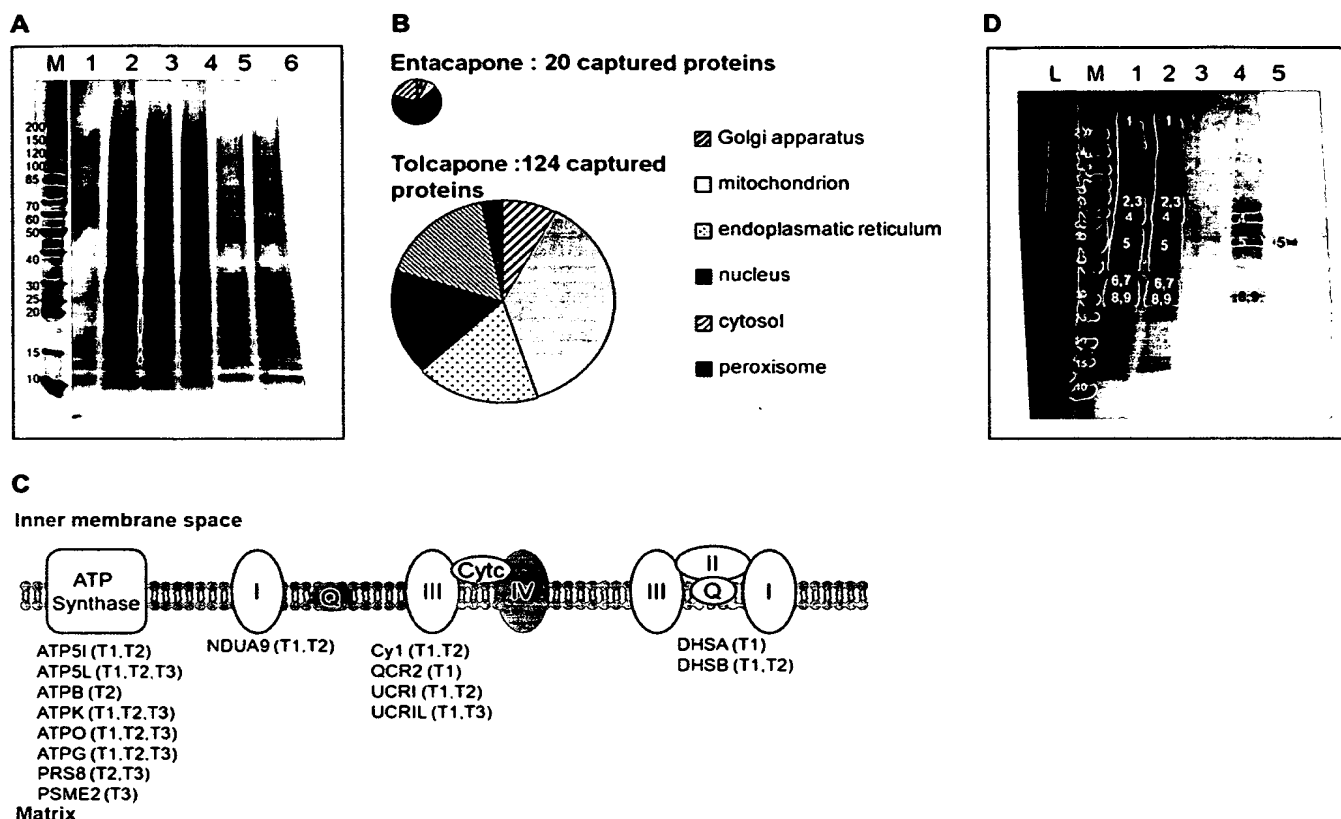 A
M 1 2 3 4 5 6
200
150
120
100
85
70
60
50
40
30
25
20
15
10
B
Entacapone : 20 captured proteins
Tolcapone :124 captured
proteins
Golgi apparatus
mitochondrion
endoplasmatic reticulum
nucleus
cytosol
peroxisome
D
L M 1 2 3 4 5
1 1
2,3 2,3
4 4
5 5
6,7 6,7
8,9 8,9
5
8,9
10
C
Inner membrane space
ATP
Synthase
I
Q
III
Cytc
IV
III
II
Q
I
ATP5I (T1,T2)
ATP5L (T1,T2,T3)
ATPB (T2)
ATPK (T1,T2,T3)
ATPO (T1,T2,T3)
ATPG (T1,T2,T3)
PRS8 (T2,T3)
PSME2 (T3)
NDUA9 (T1,T2)
Cy1 (T1,T2)
QCR2 (T1)
UCRI (T1,T2)
UCRIL (T1,T3)
DHSA (T1)
DHSB (T1,T2)
Matrix